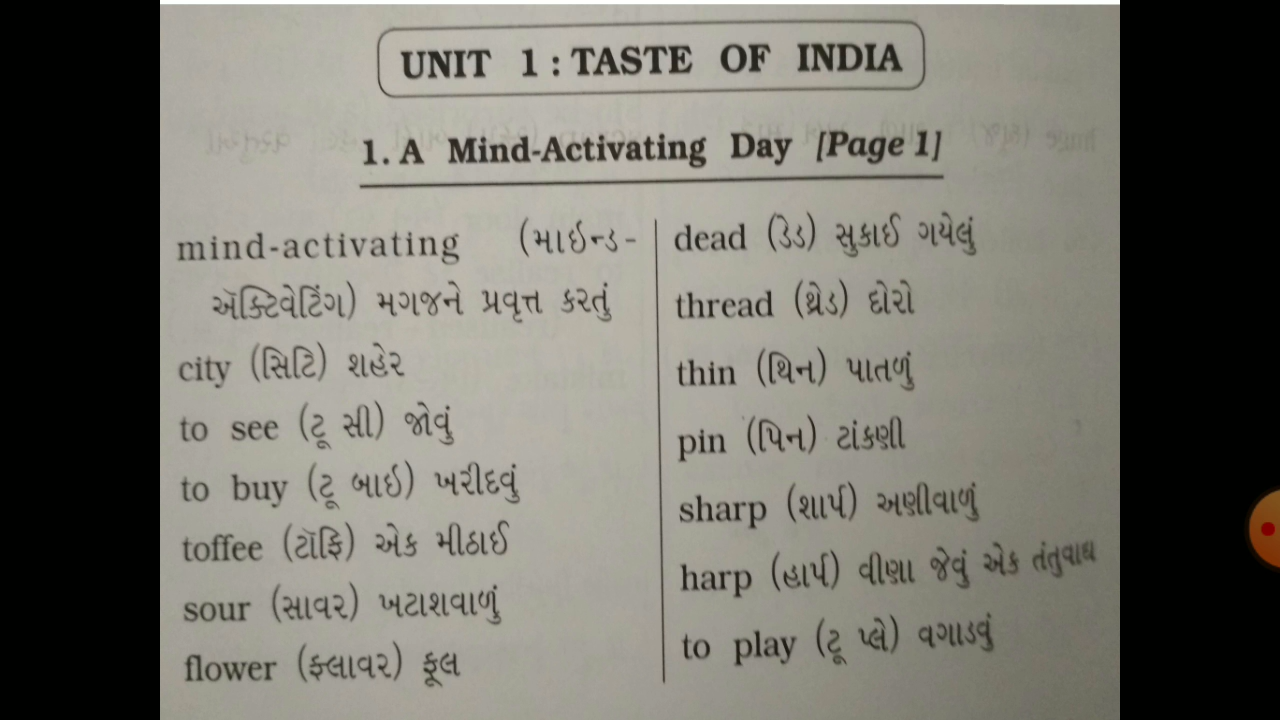 UNIT 1 : TASTE OF INDIA
1. A Mind-Activating Day [Page 1]
mind-activating (માઇન્ડ-
ઍક્ટિવેટિંગ) મગજને પ્રવૃત્ત કરતું
city (સિટિ) શહેર
to see (ટૂ સી) જોવું
to buy (ટૂ બાઇ) ખરીદવું
toffee (ટૉફિ) એક મીઠાઈ
sour (સાવર) ખટાશવાળું
flower (ફ્લાવર) ફૂલ
dead (ડેડ) સુકાઈ ગયેલું
thread (થ્રેડ) દોરો
thin (થિન) પાતળું
pin (પિન) ટાંકણી
sharp (શાર્પ) અણીવાળું
harp (હાર્પ) વીણા જેવું એક તંતુવાદ્ય
to play (ટૂ પ્લે) વગાડવું